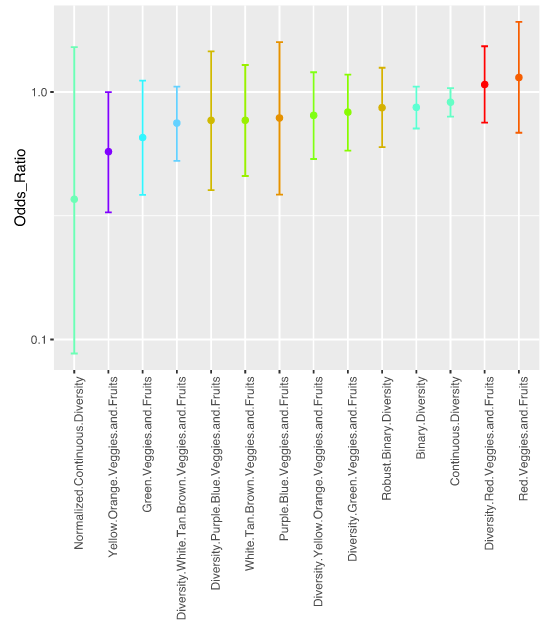 Odds_Ratio
1.0
0.1
Normalized.Continuous.Diversity
Yellow.Orange.Veggies.and.Fruits
Green.Veggies.and.Fruits
Diversity.White.Tan.Brown.Veggies.and.Fruits
Diversity.Purple.Blue.Veggies.and.Fruits
White.Tan.Brown.Veggies.and.Fruits
Purple.Blue.Veggies.and.Fruits
Diversity.Yellow.Orange.Veggies.and.Fruits
Diversity.Green.Veggies.and.Fruits
Robust.Binary.Diversity
Binary.Diversity
Continuous.Diversity
Diversity.Red.Veggies.and.Fruits
Red.Veggies.and.Fruits